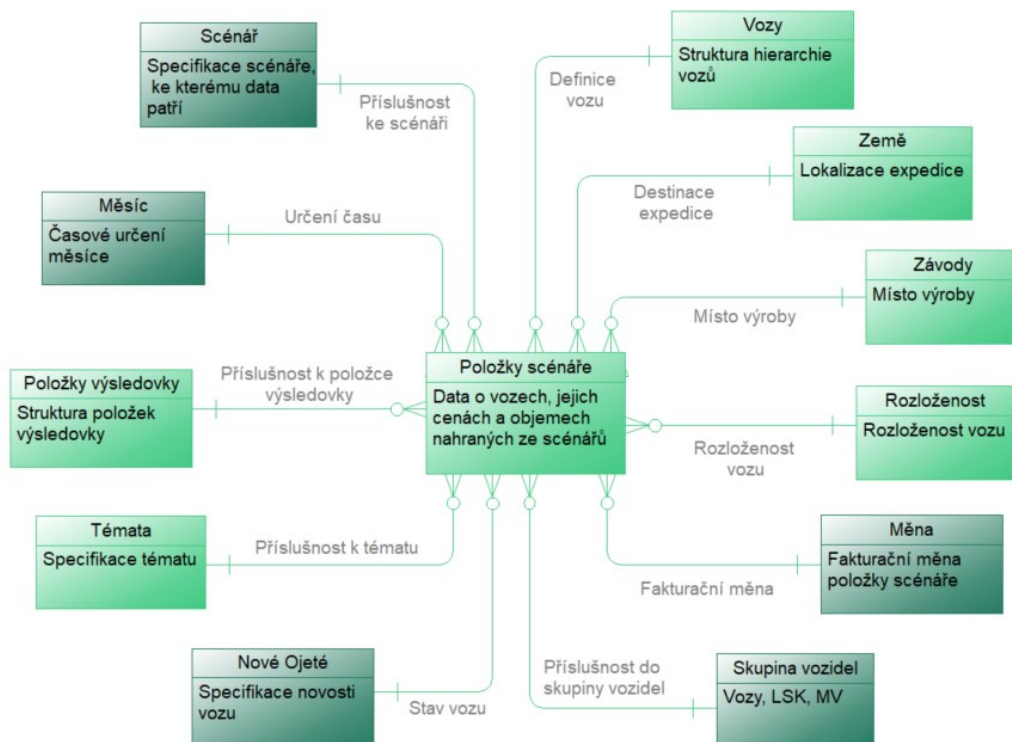 Scénář
Specifikace scénáře,
ke kterému data
patří
Příslušnost
ke scénáři
Vozy
Struktura hierarchie
vozů
Definice
vozu
Země
Lokalizace expedice
Destinace
expedice
Měsíc
Časové určení
měsíce
Určení času
Závody
Místo výroby
Místo výroby
Položky výsledovky
Struktura položek
výsledovky
Příslušnost k položce
výsledovky
Položky scénáře
Data o vozech, jejich
cenách a objemech
nahraných ze scénářů
Rozloženost
Rozloženost vozu
Rozloženost
vozu
Témata
Specifikace tématu
Příslušnost k tématu
Měna
Fakturační měna
položky scénáře
Fakturační měna
Nové Ojeté
Specifikace novosti
vozu
Stav vozu
Příslušnost do
skupiny vozidel
Skupina vozidel
Vozy, LSK, MV